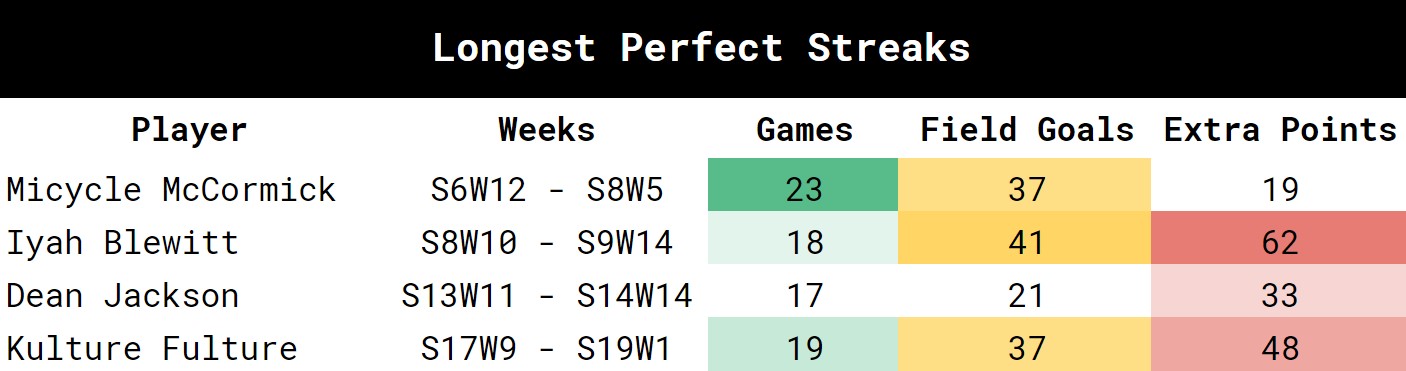 Longest Perfect Streaks
Player Weeks Games Field Goals Extra Points
Micycle McCormick S6W12 - S8W5 23 37 19
Iyah Blewitt S8W10 - S9W14 18 41 62
Dean Jackson S13W11 - S14W14 17 21 33
Kulture Fulture S17W9 - S19W1 19 37 48